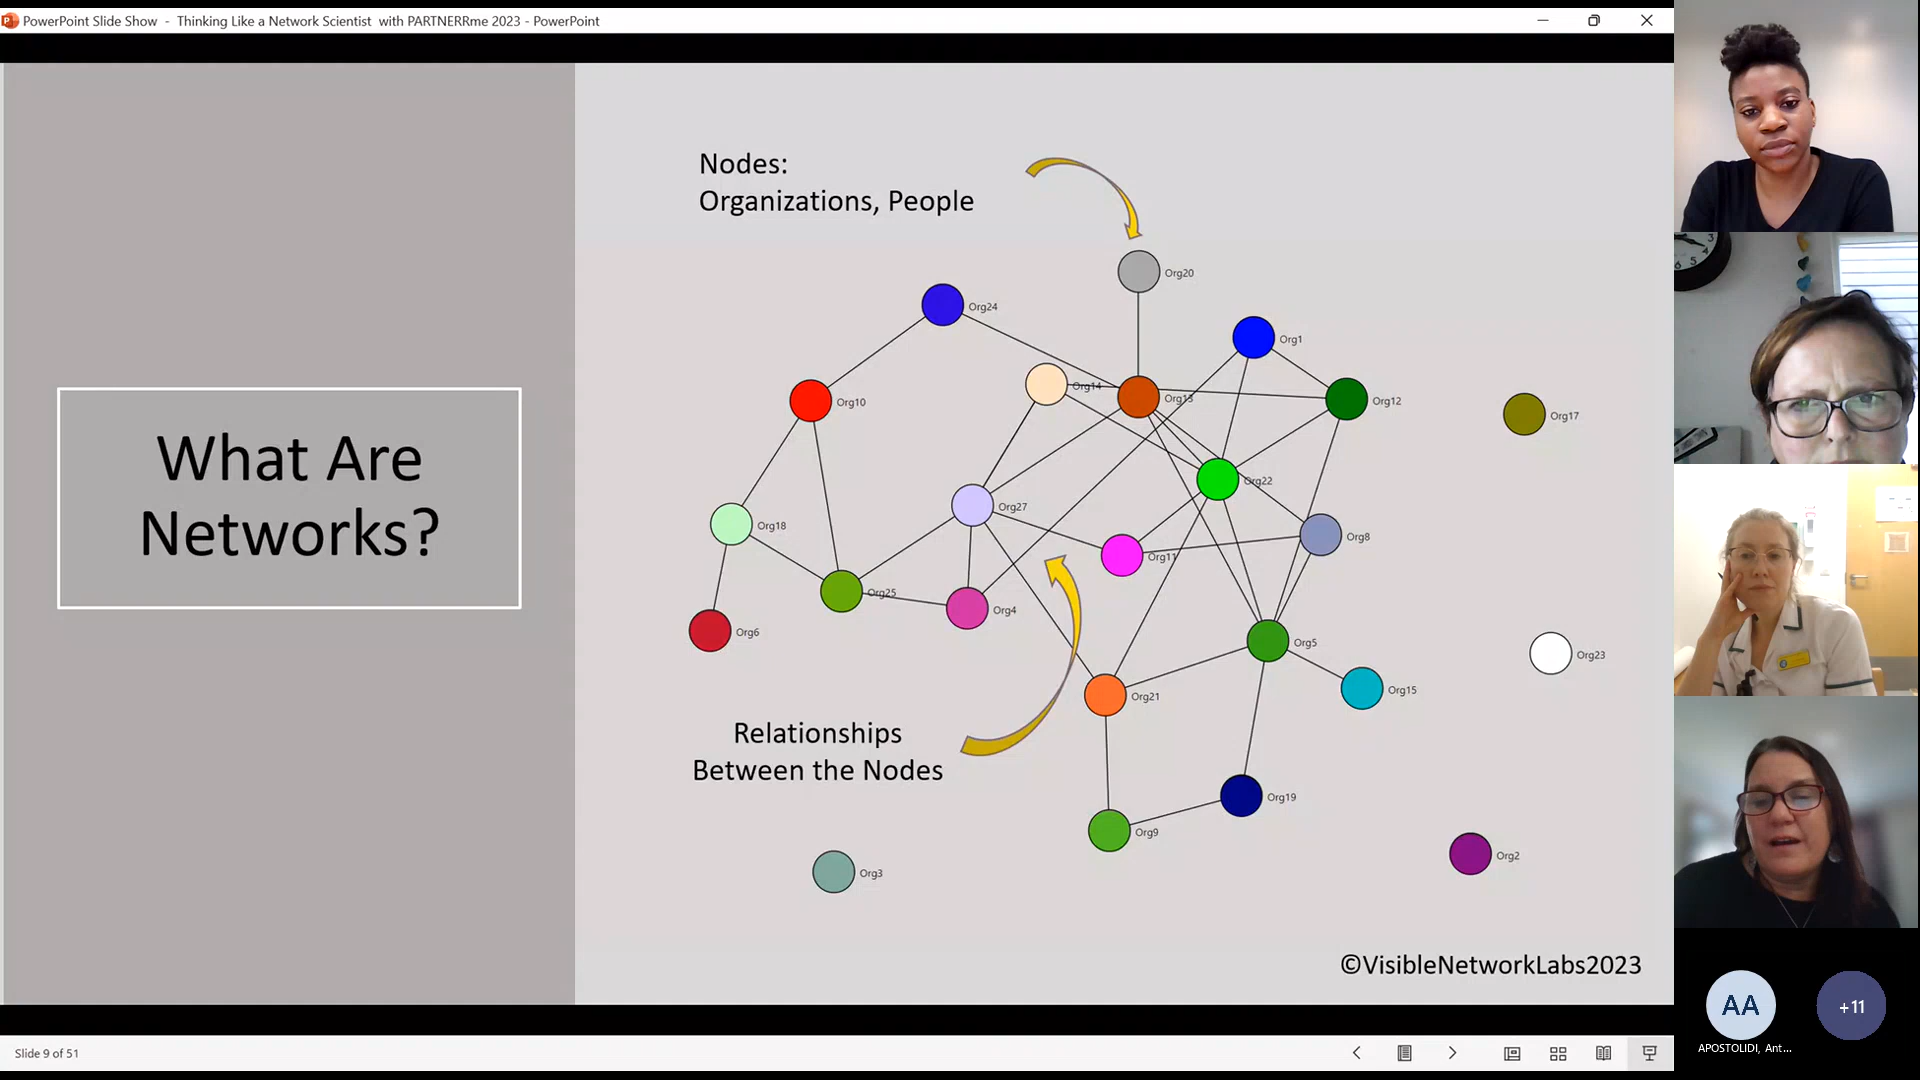 PowerPoint Slide Show - Thinking Like a Network Scientist with PARTNERRme 2023 - PowerPoint
What Are
Networks?
Nodes:
Organizations, People
Org20
Org24
Org1
Org14
Org13
Org10
Org12
Org17
Org22
Org27
Org18
Org8
Org11
Org25
Org4
Org6
Org5
Org23
Org15
Org21
Relationships
Between the Nodes
Org19
Org9
Org2
Org3
©VisibleNetworkLabs2023
Slide 9 of 51
AA
+11
APOSTOLIDI, Ant...